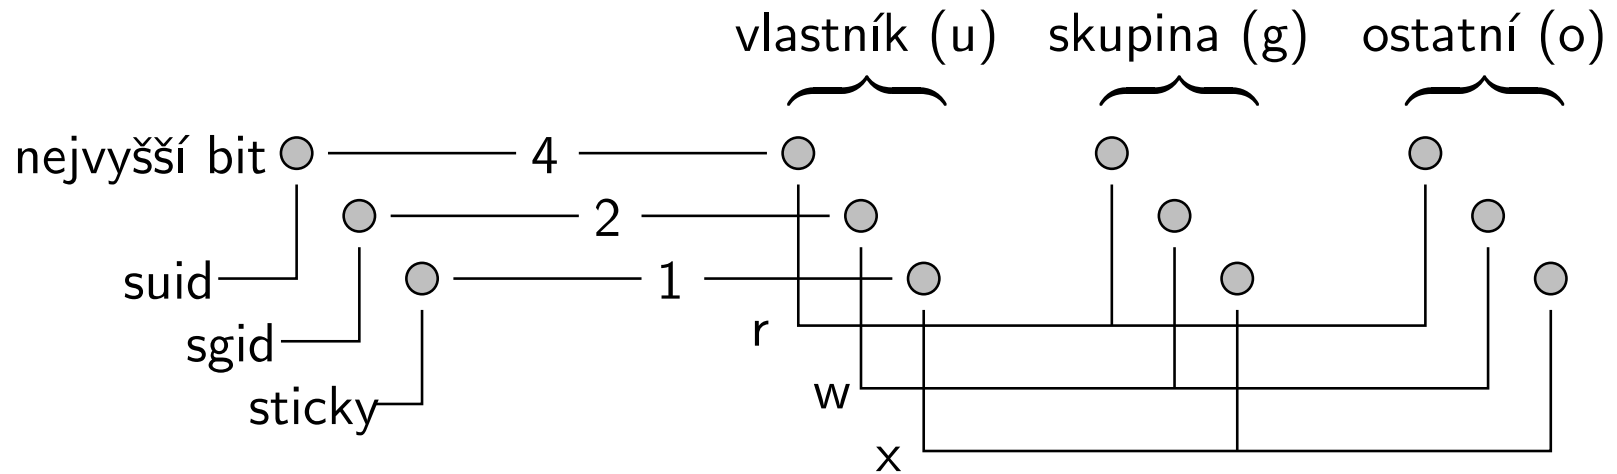 vlastník (u) skupina (g) ostatní (o)
nejvyšší bit 4
2
suid 1
r
sgid
w
sticky
x